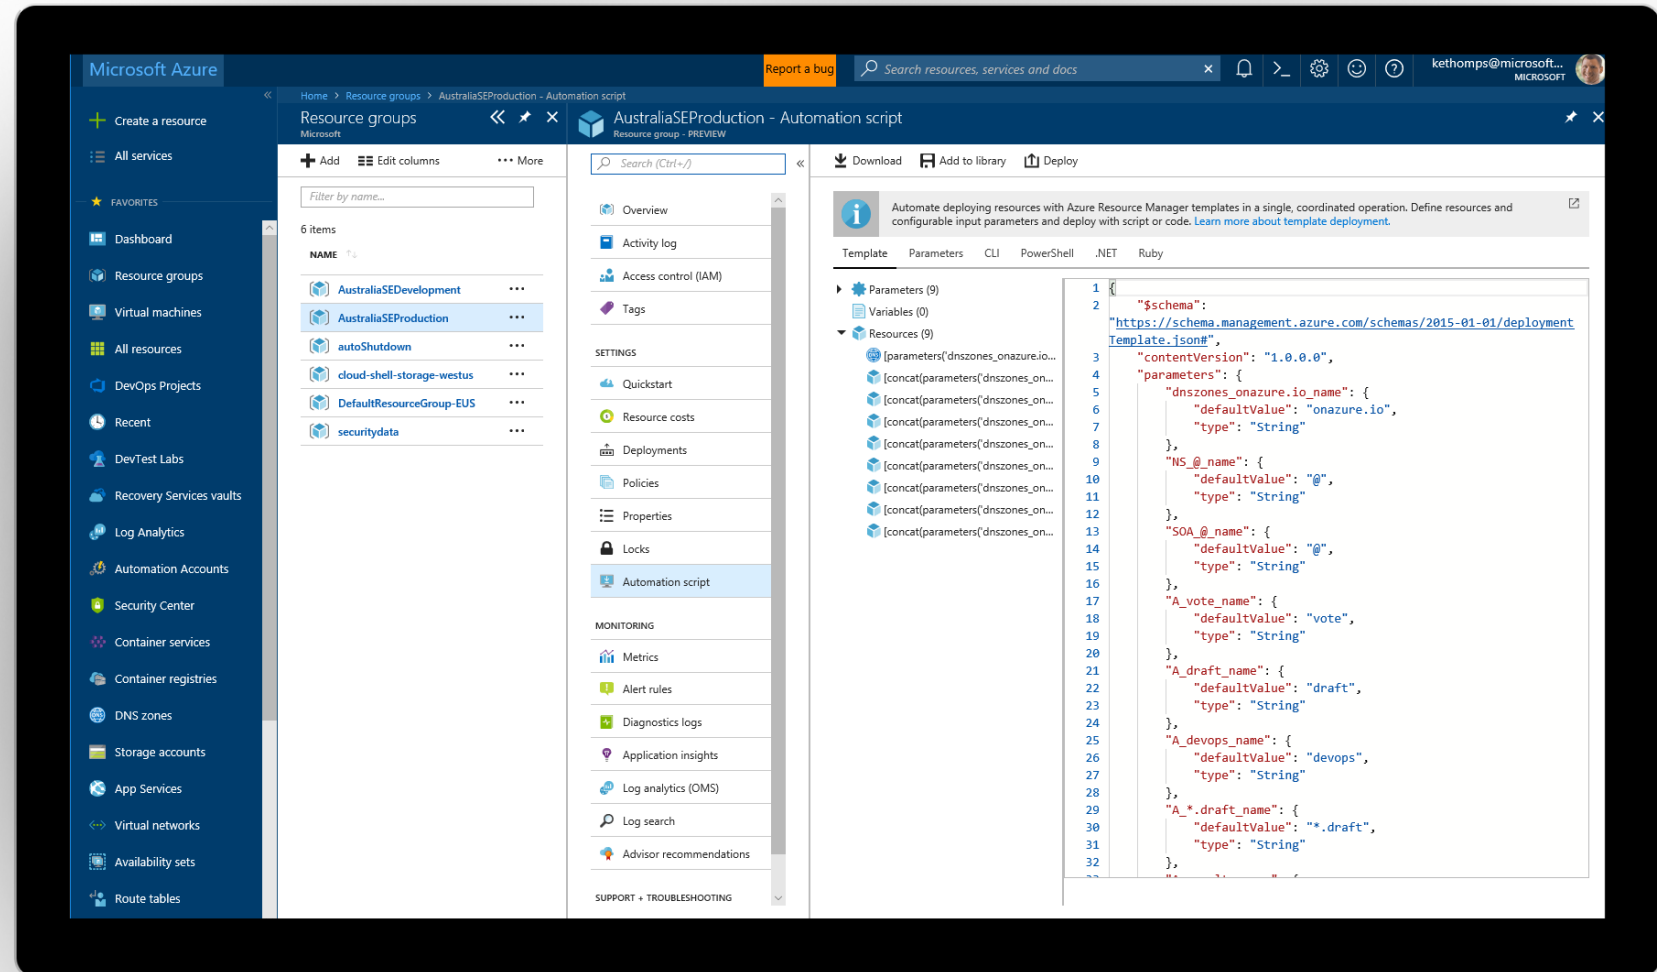 Microsoft Azure
Report a bug
Search resources, services and docs
kethomps@microsoft...
MICROSOFT
Home > Resource groups > AustraliaSEProduction - Automation script
Create a resource
All services
FAVORITES
Dashboard
Resource groups
Virtual machines
All resources
DevOps Projects
Recent
DevTest Labs
Recovery Services vaults
Log Analytics
Automation Accounts
Security Center
Container services
Container registries
DNS zones
Storage accounts
App Services
Virtual networks
Availability sets
Route tables
Resource groups
Microsoft
Add
Edit columns
More
Filter by name...
6 items
NAME
AustraliaSEDevelopment
AustraliaSEProduction
autoShutdown
cloud-shell-storage-westus
DefaultResourceGroup-EUS
securitydata
AustraliaSEProduction - Automation script
Resource group - PREVIEW
Search (Ctrl+/)
Overview
Activity log
Access control (IAM)
Tags
SETTINGS
Quickstart
Resource costs
Deployments
Policies
Properties
Locks
Automation script
MONITORING
Metrics
Alert rules
Diagnostics logs
Application insights
Log analytics (OMS)
Log search
Advisor recommendations
SUPPORT + TROUBLESHOOTING
Download
Add to library
Deploy
Automate deploying resources with Azure Resource Manager templates in a single, coordinated operation. Define resources and
configurable input parameters and deploy with script or code. Learn more about template deployment.
Template Parameters CLI PowerShell .NET Ruby
Parameters (9)
Variables (0)
Resources (9)
[parameters('dnszones_onazure.io...
[concat(parameters('dnszones_on...
[concat(parameters('dnszones_on...
[concat(parameters('dnszones_on...
[concat(parameters('dnszones_on...
[concat(parameters('dnszones_on...
[concat(parameters('dnszones_on...
[concat(parameters('dnszones_on...
[concat(parameters('dnszones_on...
1 {
2 "$schema":
"https://schema.management.azure.com/schemas/2015-01-01/deployment
Template.json#",
3 "contentVersion": "1.0.0.0",
4 "parameters": {
5 "dnszones_onazure.io_name": {
6 "defaultValue": "onazure.io",
7 "type": "String"
8 },
9 "NS_@_name": {
10 "defaultValue": "@",
11 "type": "String"
12 },
13 "SOA_@_name": {
14 "defaultValue": "@",
15 "type": "String"
16 },
17 "A_vote_name": {
18 "defaultValue": "vote",
19 "type": "String"
20 },
21 "A_draft_name": {
22 "defaultValue": "draft",
23 "type": "String"
24 },
25 "A_devops_name": {
26 "defaultValue": "devops",
27 "type": "String"
28 },
29 "A_*.draft_name": {
30 "defaultValue": "*.draft",
31 "type": "String"
32 },